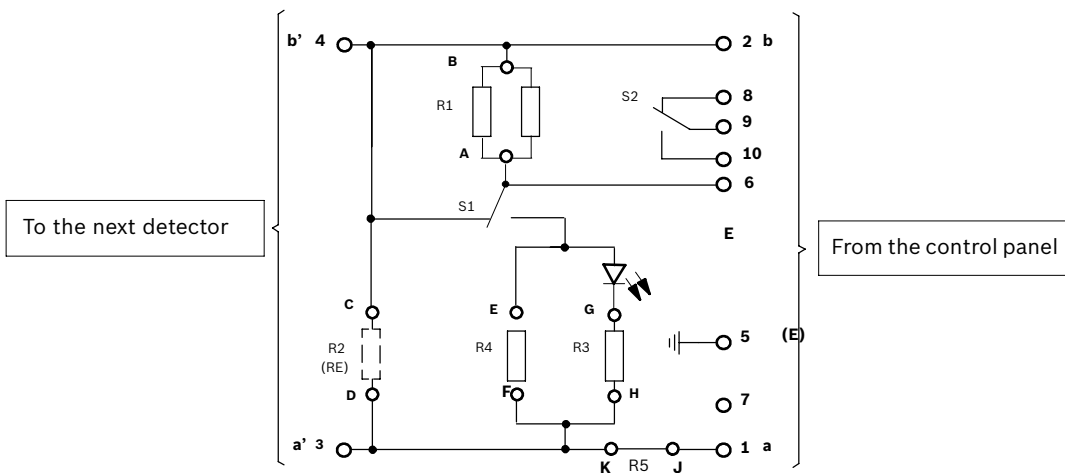 b' 4
2 b
B
R1
S2
8
9
A
10
6
S1
To the next detector
E
From the control panel
C
E
G
5 (E)
R2
(RE)
R4
R3
D
F
H
7
a' 3
1 a
K R5 J